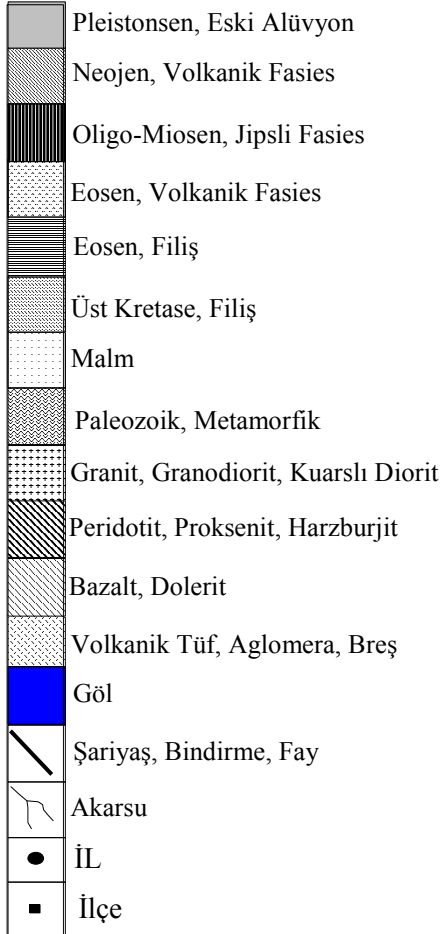 Pleistonsen, Eski Alüvyon
Neojen, Volkanik Fasies
Oligo-Miosen, Jipsli Fasies
Eosen, Volkanik Fasies
Eosen, Filiş
Üst Kretase, Filiş
Malm
Paleozoik, Metamorfik
Granit, Granodiorit, Kuarslı Diorit
Peridotit, Proksenit, Harzburjit
Bazalt, Dolerit
Volkanik Tüf, Aglomera, Breş
Göl
Şariyaş, Bindirme, Fay
Akarsu
İL
İlçe